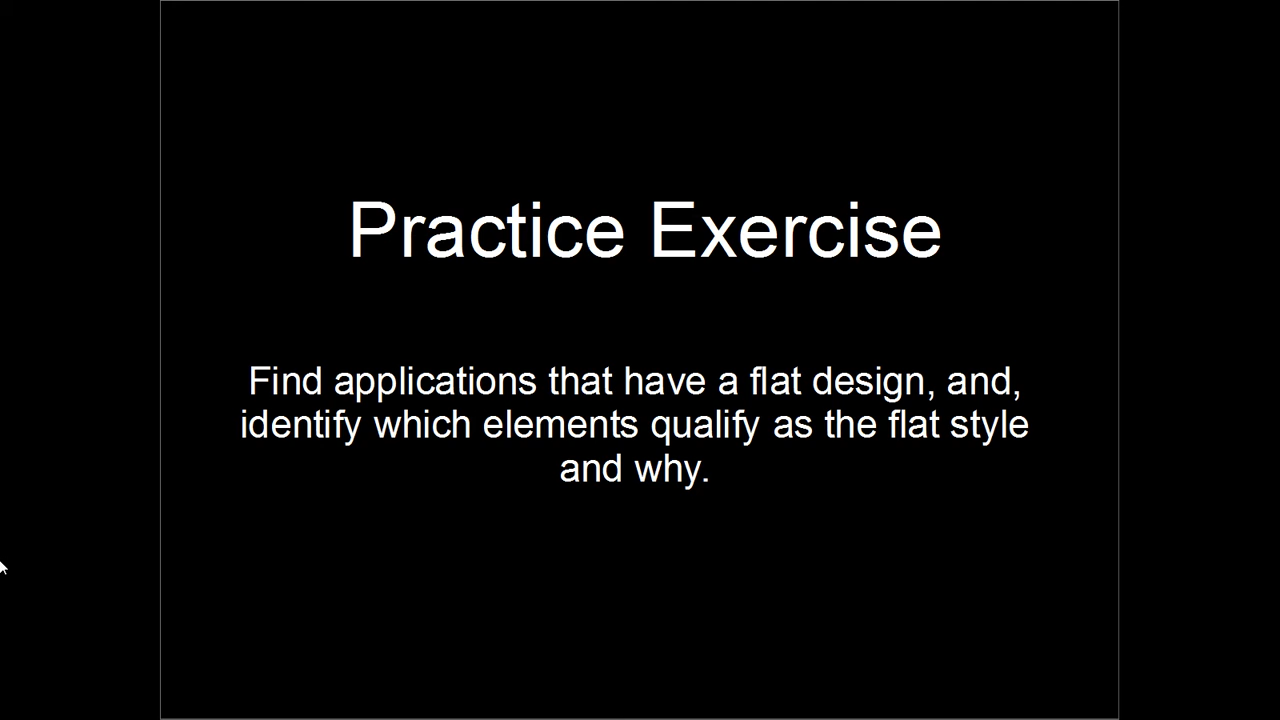 Practice Exercise
Find applications that have a flat design, and,
identify which elements qualify as the flat style
and why.